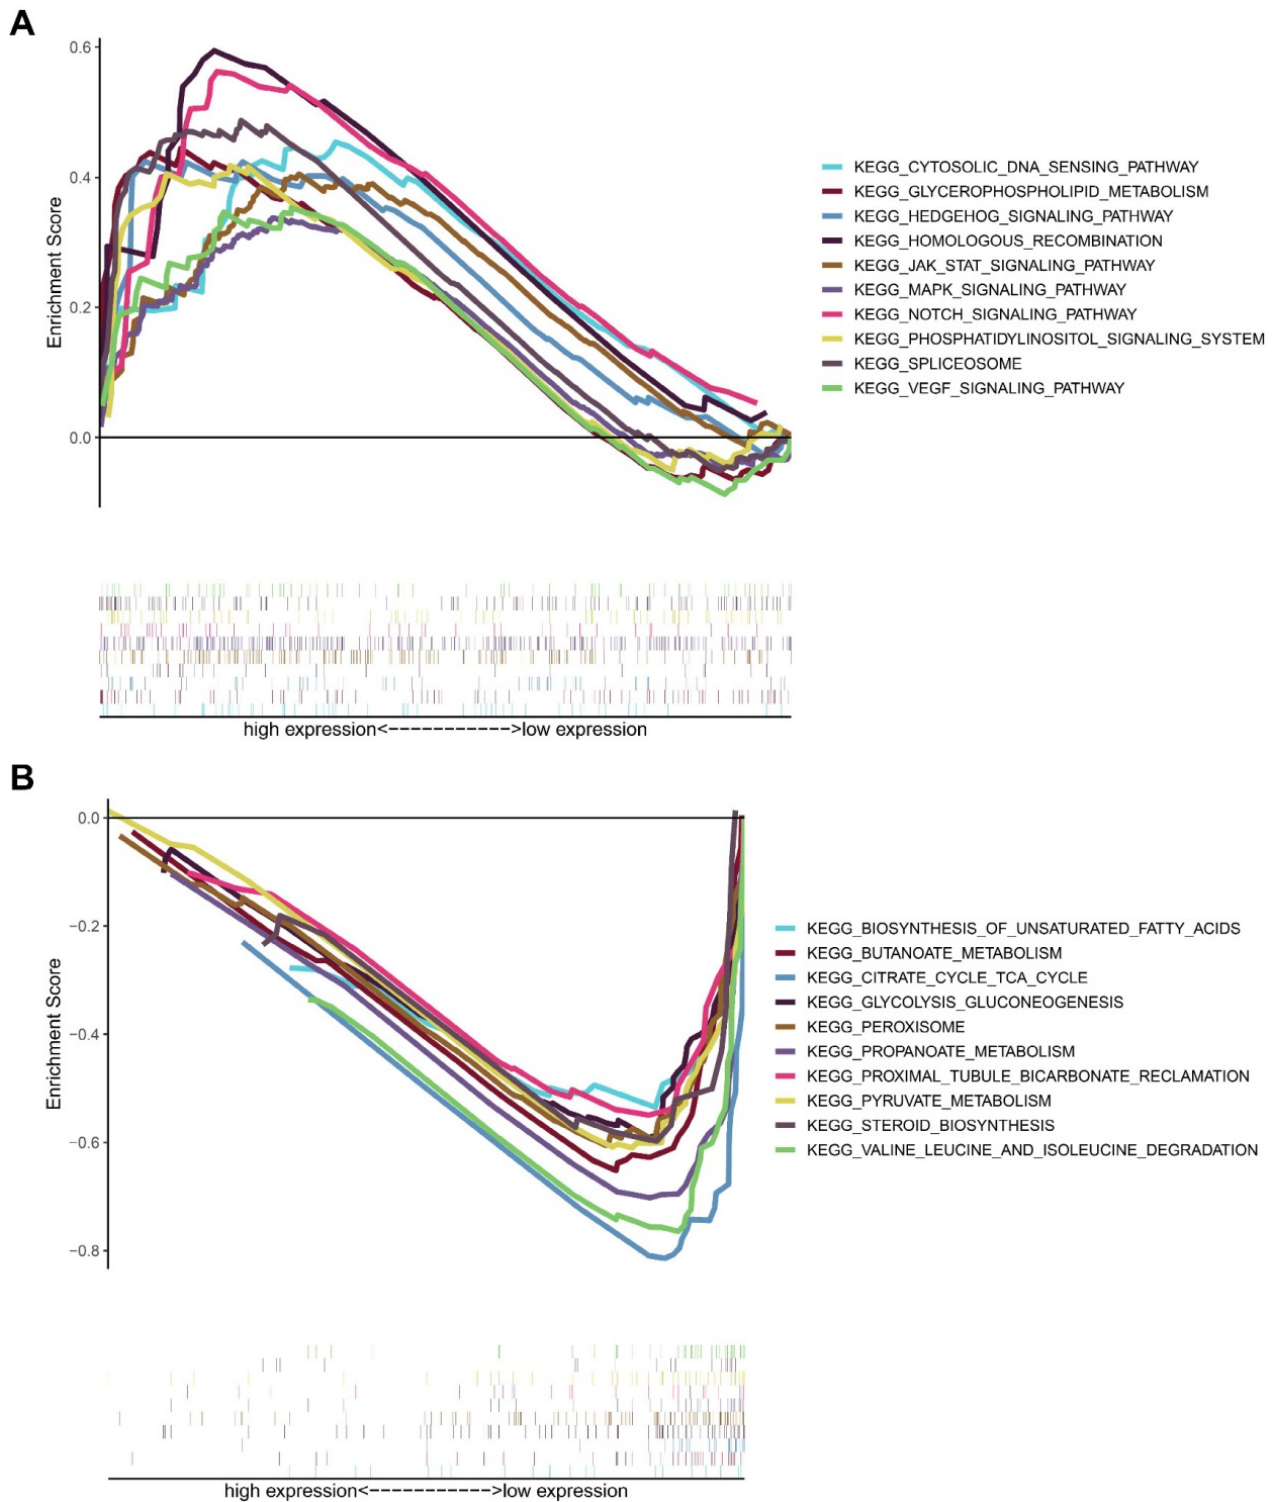 A
0.6
0.4
0.2
0.0
Enrichment Score
KEGG_CYTOSOLIC_DNA_SENSING_PATHWAY
KEGG_GLYCEROPHOSPHOLIPID_METABOLISM
KEGG_HEDGEHOG_SIGNALING_PATHWAY
KEGG_HOMOLOGOUS_RECOMBINATION
KEGG_JAK_STAT_SIGNALING_PATHWAY
KEGG_MAPK_SIGNALING_PATHWAY
KEGG_NOTCH_SIGNALING_PATHWAY
KEGG_PHOSPHATIDYLINOSITOL_SIGNALING_SYSTEM
KEGG_SPLICEOSOME
KEGG_VEGF_SIGNALING_PATHWAY
high expression<----------->low expression
B
0.0
−0.2
−0.4
−0.6
−0.8
Enrichment Score
KEGG_BIOSYNTHESIS_OF_UNSATURATED_FATTY_ACIDS
KEGG_BUTANOATE_METABOLISM
KEGG_CITRATE_CYCLE_TCA_CYCLE
KEGG_GLYCOLYSIS_GLUCONEOGENESIS
KEGG_PEROXISOME
KEGG_PROPANOATE_METABOLISM
KEGG_PROXIMAL_TUBULE_BICARBONATE_RECLAMATION
KEGG_PYRUVATE_METABOLISM
KEGG_STEROID_BIOSYNTHESIS
KEGG_VALINE_LEUCINE_AND_ISOLEUCINE_DEGRADATION
high expression<----------->low expression